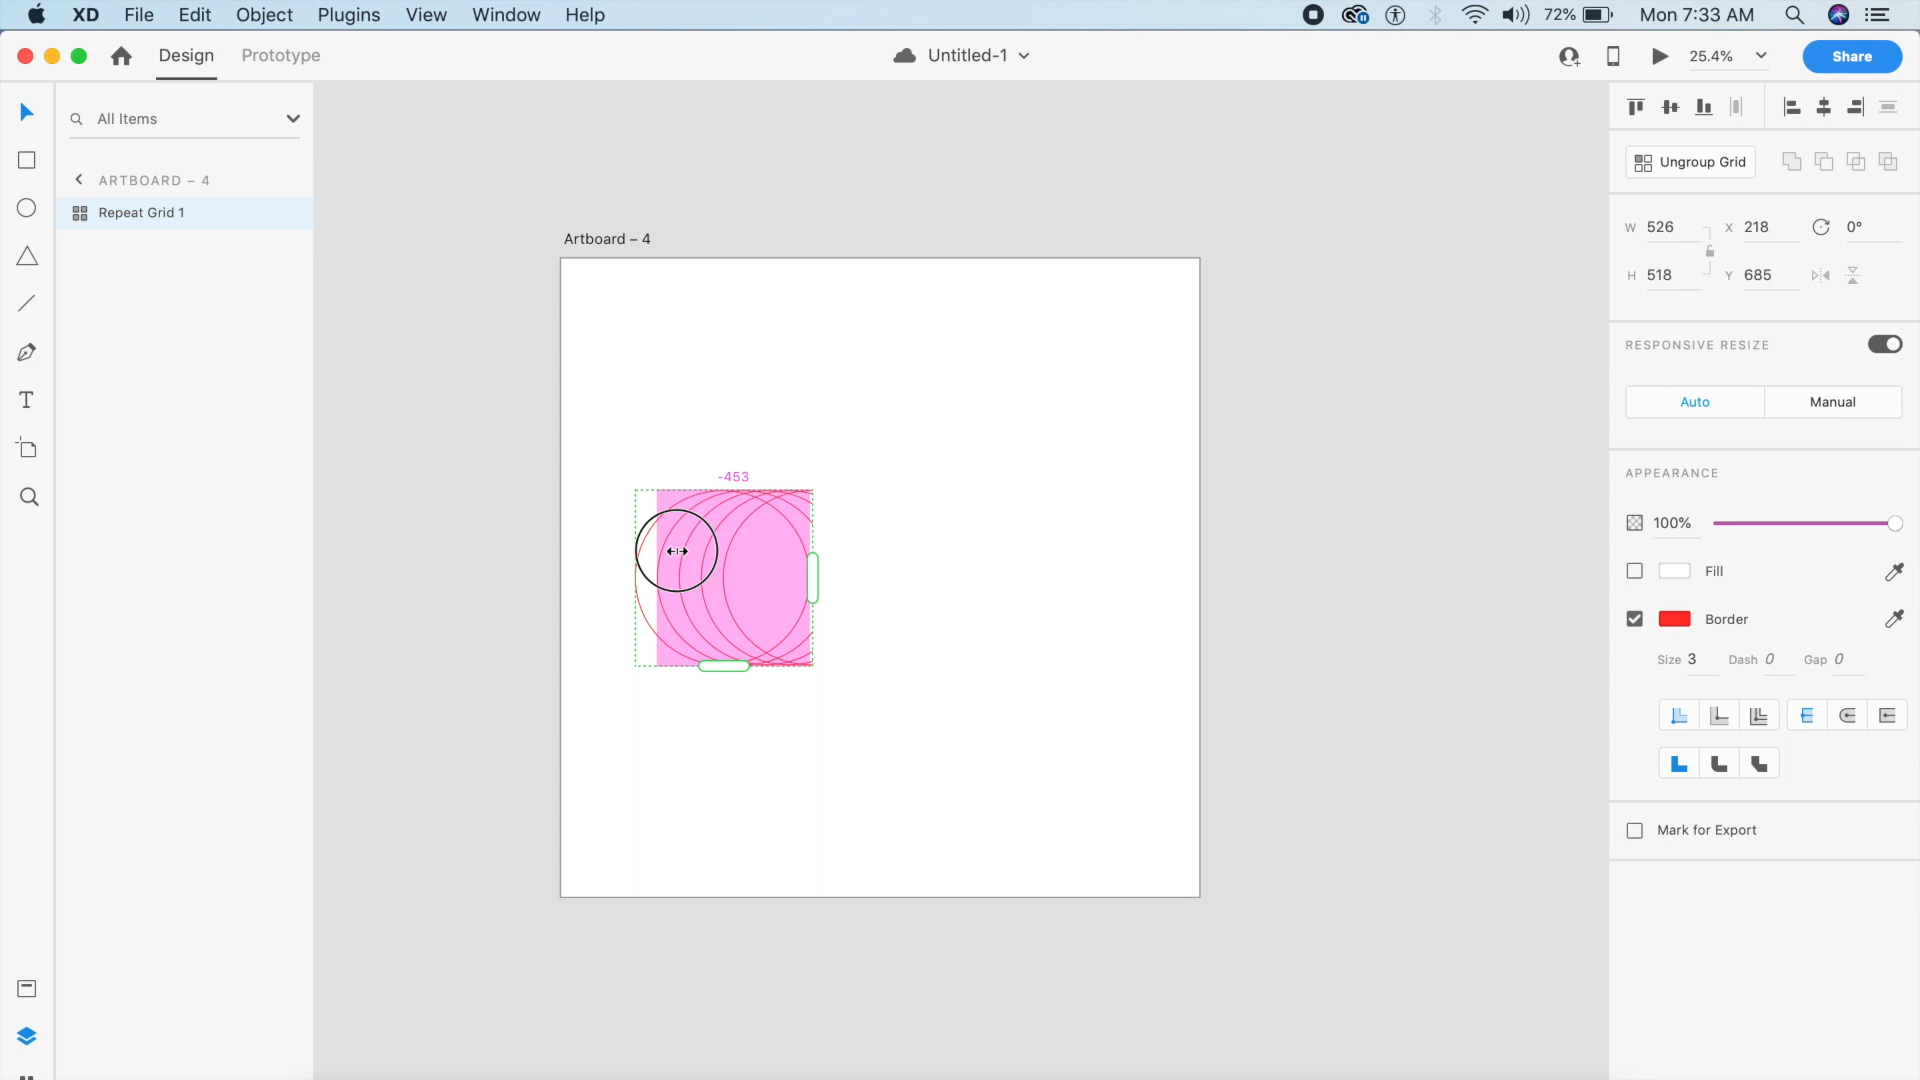 XD File Edit Object Plugins View Window Help 72% Mon 7:33 AM
Design Prototype Untitled-1 25.4% Share
All Items
ARTBOARD – 4
Repeat Grid 1
Artboard – 4
-453
Ungroup Grid
W 526 X 218 0°
H 518 Y 685
RESPONSIVE RESIZE
Auto Manual
APPEARANCE
100%
Fill
Border
Size 3 Dash 0 Gap 0
Mark for Export